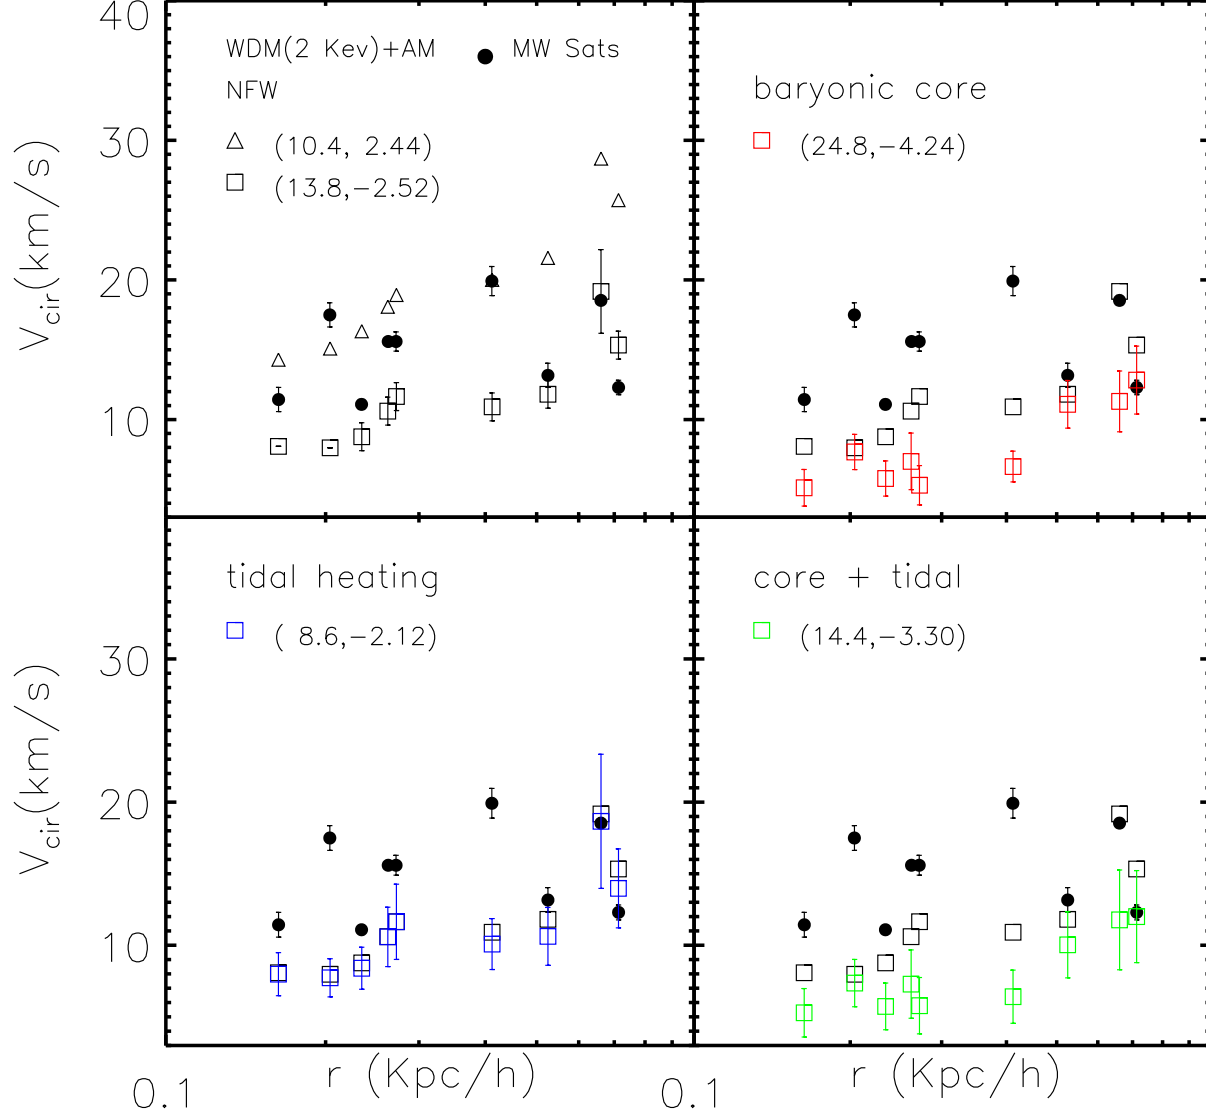 40
30
20
10
V_cir(km/s)
WDM(2 Kev)+AM
MW Sats
NFW
(10.4, 2.44)
(13.8,−2.52)
baryonic core
(24.8,−4.24)
30
20
10
V_cir(km/s)
tidal heating
( 8.6,−2.12)
core + tidal
(14.4,−3.30)
r (Kpc/h)
r (Kpc/h)
0.1
0.1